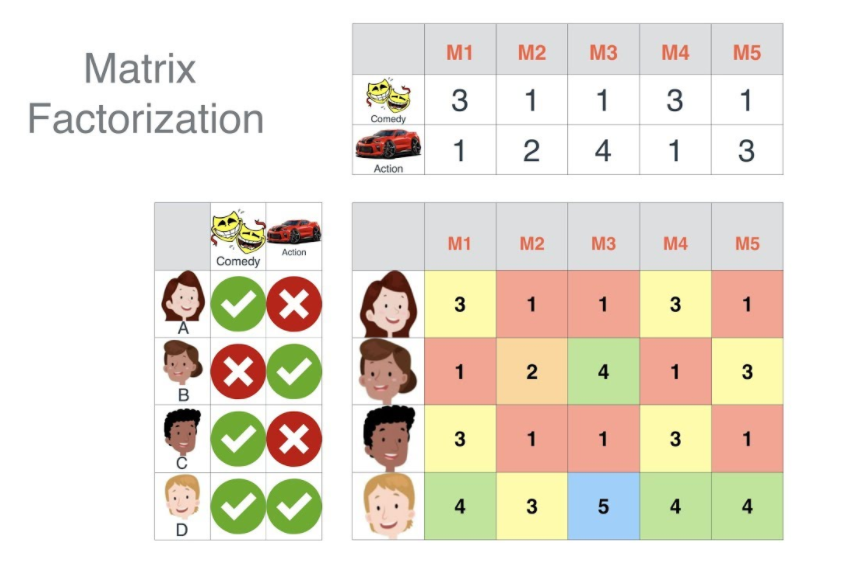 Matrix
Factorization
M1 M2 M3 M4 M5
Comedy 3 1 1 3 1
Action 1 2 4 1 3
Comedy Action
M1 M2 M3 M4 M5
A
3 1 1 3 1
B
1 2 4 1 3
C
3 1 1 3 1
D
4 3 5 4 4